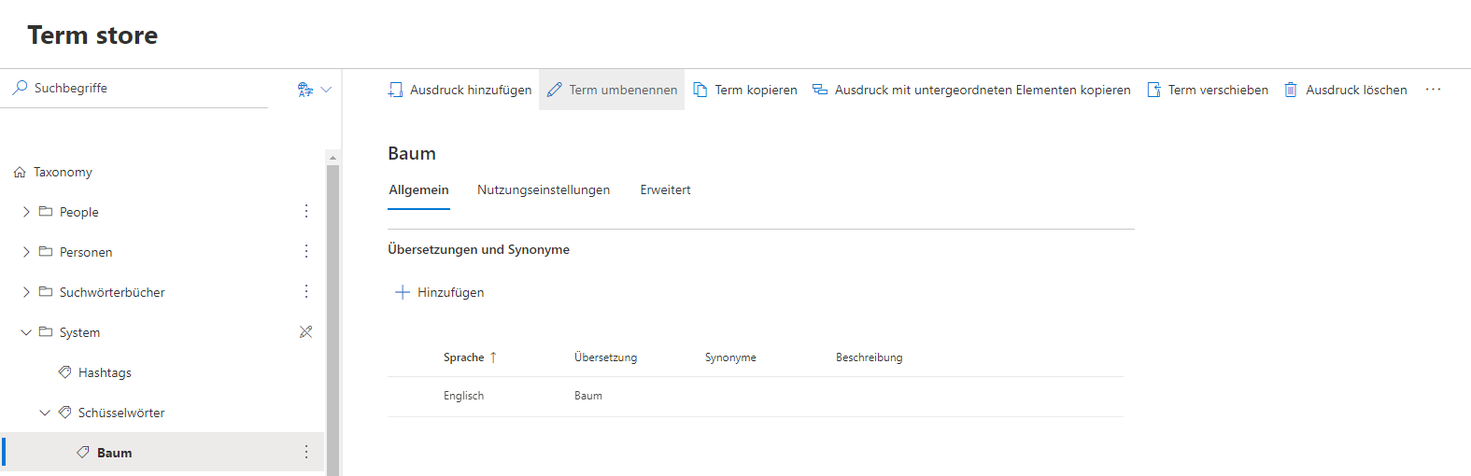 Term store
Suchbegriffe
Ausdruck hinzufügen Term umbenennen Term kopieren Ausdruck mit untergeordneten Elementen kopieren Term verschieben Ausdruck löschen ...
Taxonomy
People
Personen
Suchwörterbücher
System
Hashtags
Schüsselwörter
Baum
Baum
Allgemein Nutzungseinstellungen Erweitert
Übersetzungen und Synonyme
Hinzufügen
Sprache ↑ Übersetzung Synonyme Beschreibung
Englisch Baum